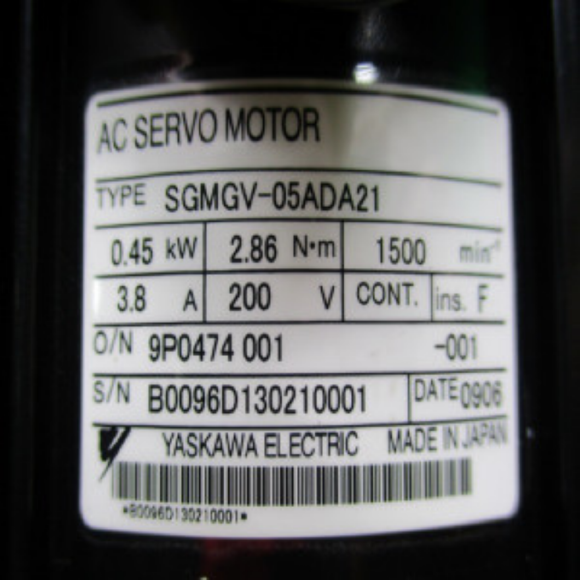 AC SERVO MOTOR
TYPE SGMGV-05ADA21
0.45 kW 2.86 N•m 1500 min⁻¹
3.8 A 200 V CONT. ins. F
O/N 9P0474 001 -001
S/N B0096D130210001 DATE 0906
YASKAWA ELECTRIC MADE IN JAPAN
*B0096D130210001*